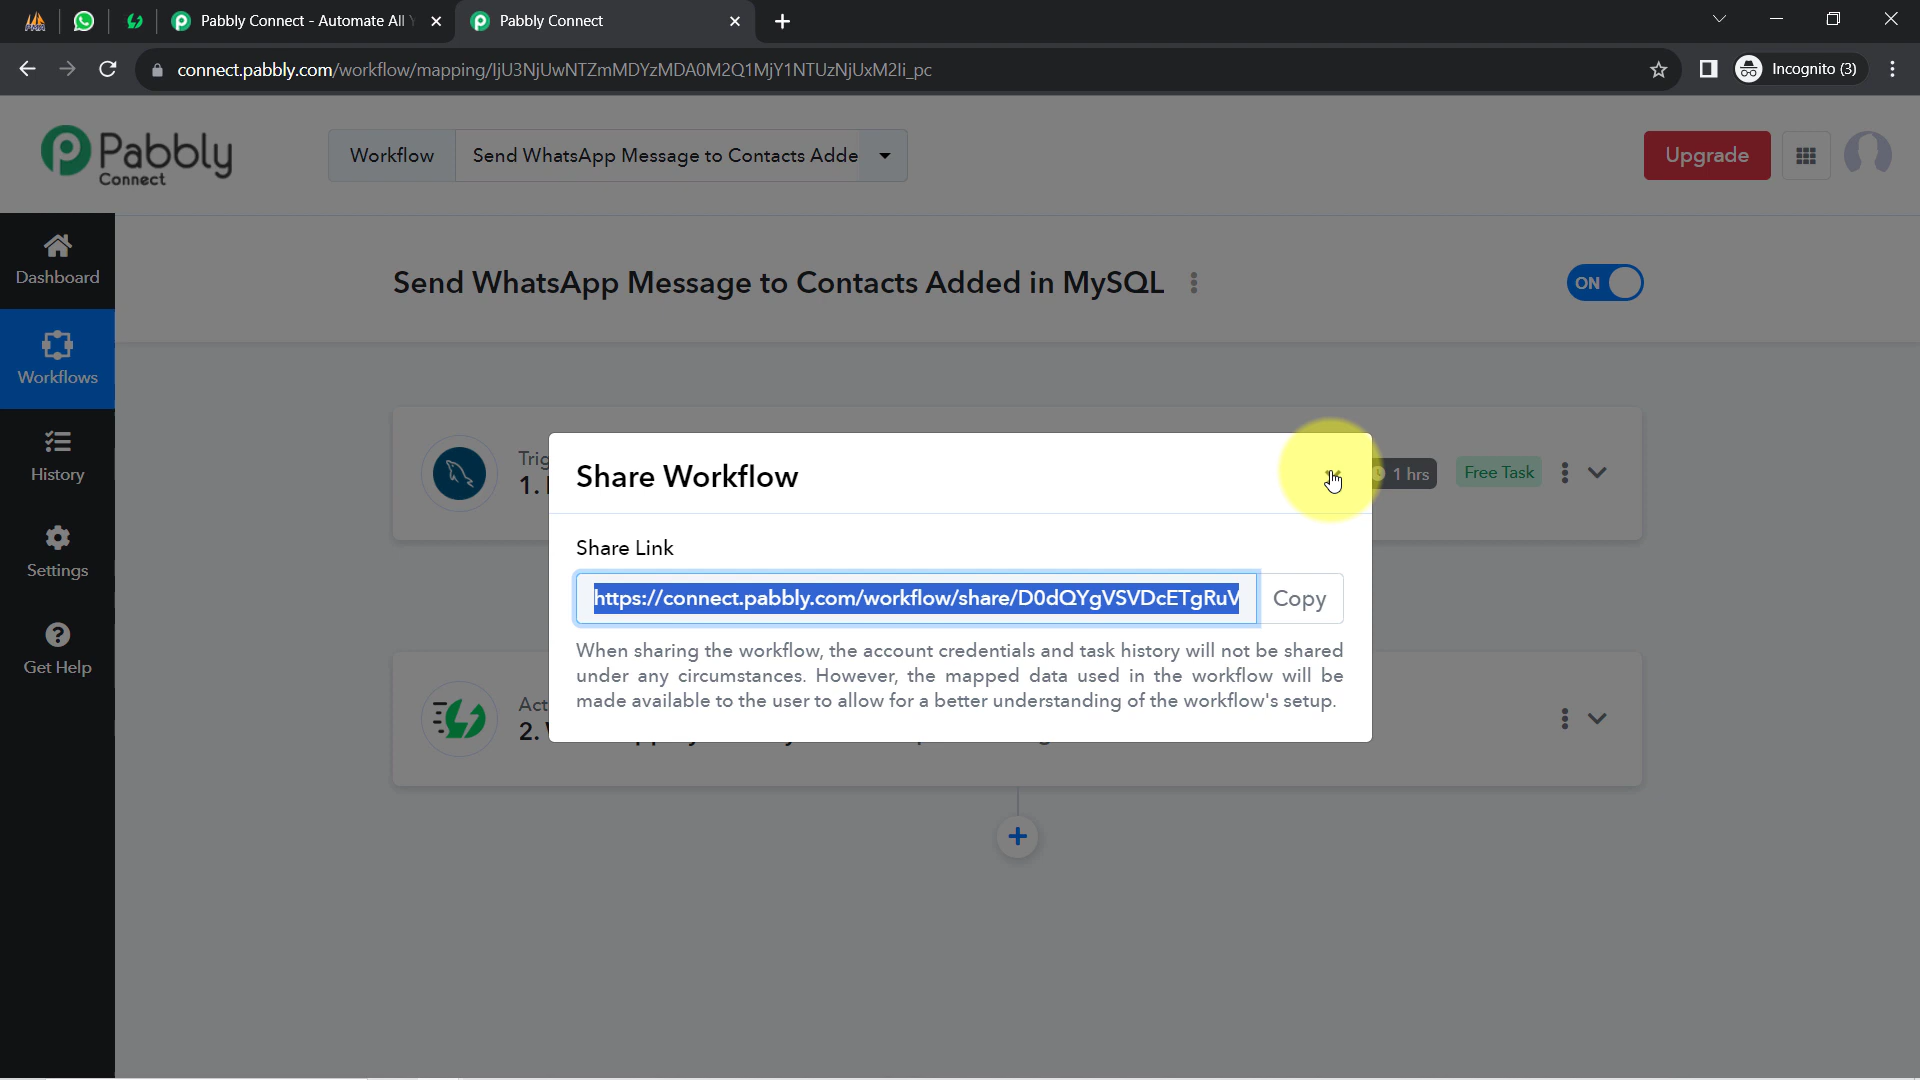 Pabbly Connect - Automate All
Pabbly Connect
connect.pabbly.com/workflow/mapping/IjU3NjUwNTZmMDYzMDA0M2Q1MjY1NTUzNjUxM2Ii_pc
Incognito (3)
Pabbly
Connect
Workflow
Send WhatsApp Message to Contacts Adde
Upgrade
Dashboard
Send WhatsApp Message to Contacts Added in MySQL
ON
Workflows
History
Trig
1.
1 hrs
Free Task
Share Workflow
Share Link
https://connect.pabbly.com/workflow/share/D0dQYgVSVDcETgRuV
Copy
Settings
When sharing the workflow, the account credentials and task history will not be shared
under any circumstances. However, the mapped data used in the workflow will be
made available to the user to allow for a better understanding of the workflow's setup.
Get Help
Act
2.